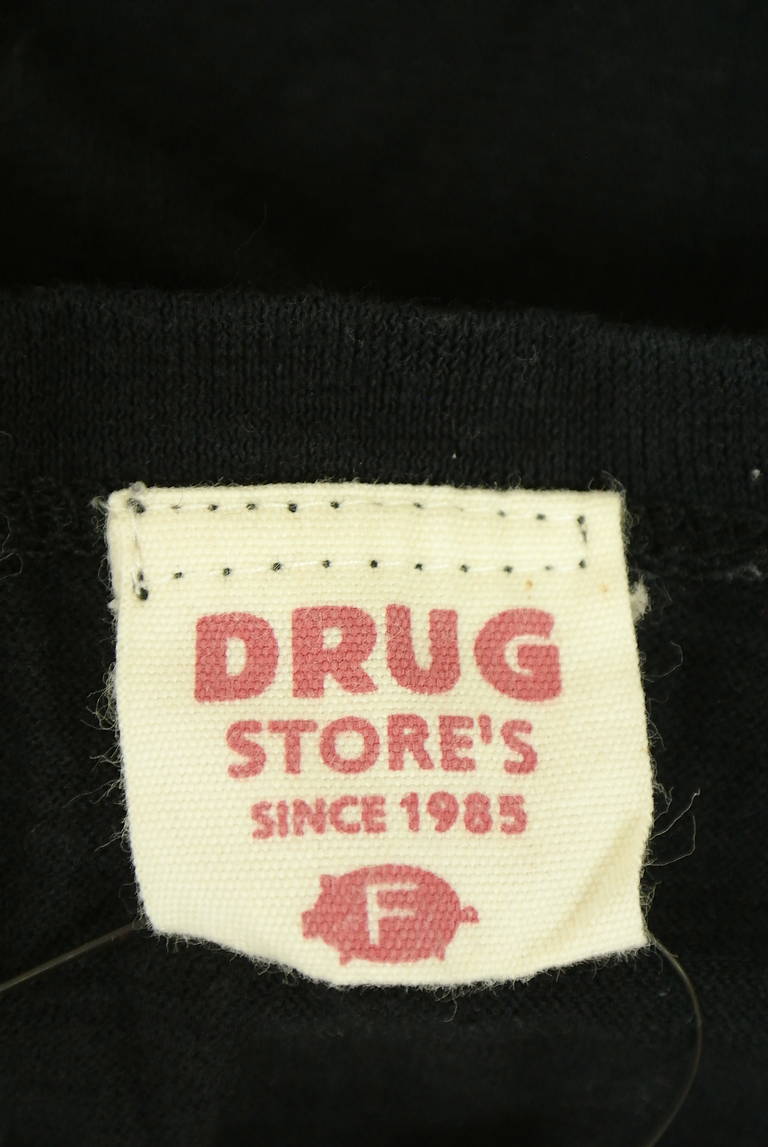 DRUG
STORE'S
SINCE 1985
F